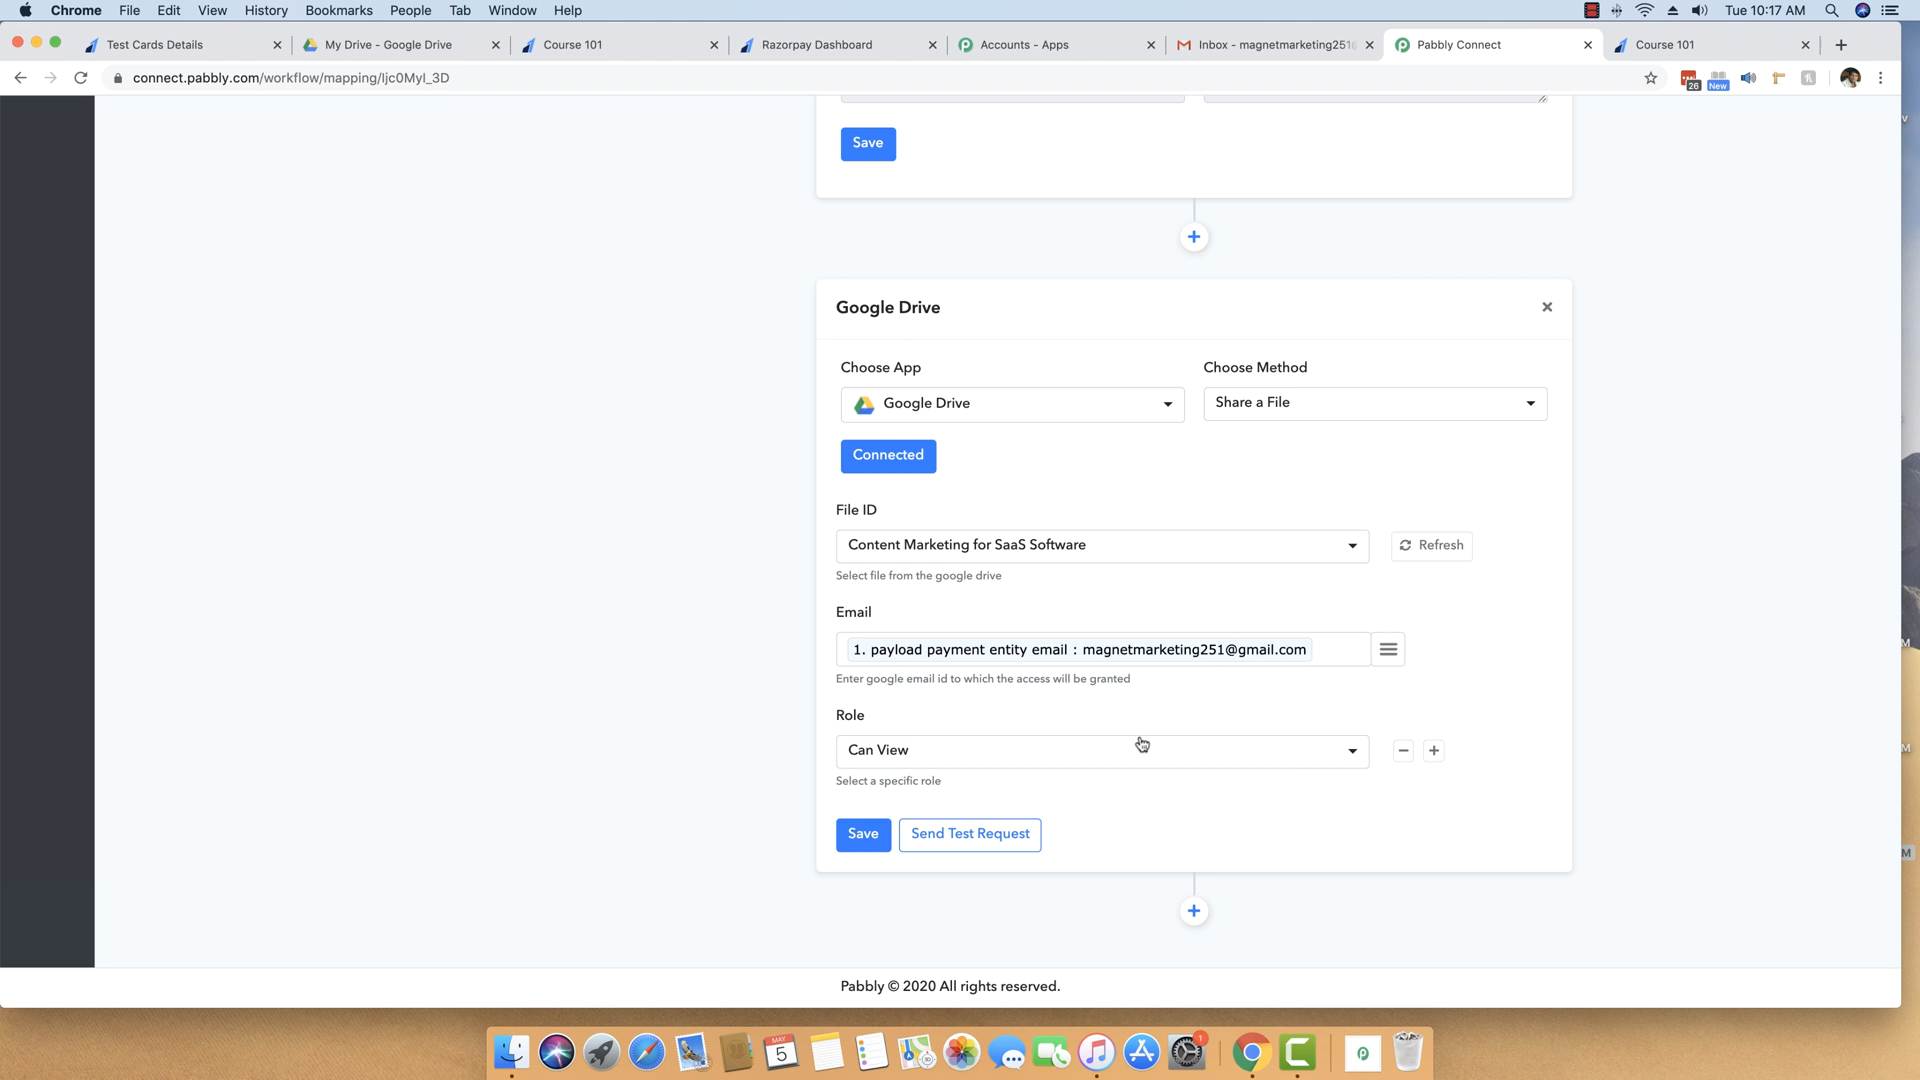 Chrome File Edit View History Bookmarks People Tab Window Help Tue 10:17 AM
Test Cards Details My Drive - Google Drive Course 101 Razorpay Dashboard Accounts - Apps Inbox - magnetmarketing251 Pabbly Connect Course 101
connect.pabbly.com/workflow/mapping/ 26 New
Save
Google Drive
Choose App Choose Method
Google Drive Share a File
Connected
File ID
Content Marketing for SaaS Software Refresh
Select file from the google drive
Email
1. payload payment entity email : magnetmarketing251@gmail.com
Enter google email id to which the access will be granted
Role
Can View
Select a specific role
Save Send Test Request
Pabbly © 2020 All rights reserved.
MAY
5
1